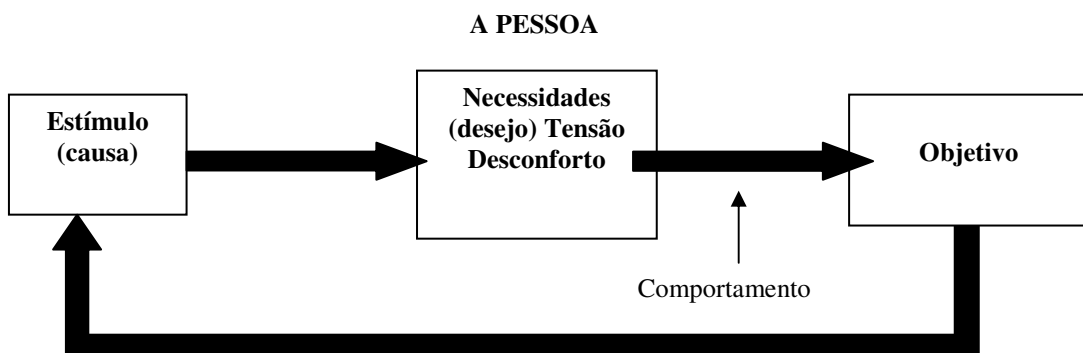 A PESSOA
Estímulo
(causa)
Necessidades
(desejo) Tensão
Desconforto
Objetivo
Comportamento